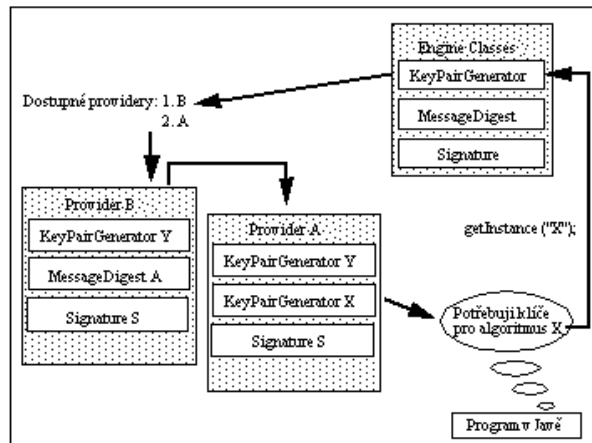 Engine Classes
KeyPairGenerator
MessageDigest
Signature
Dostupné providery: 1. B
2. A
Provider B
KeyPairGenerator Y
MessageDigest A
Signature S
Provider A
KeyPairGenerator Y
KeyPairGenerator X
Signature S
getInstance ("X");
Potřebuji klíče
pro algoritmus X
Program v Javě